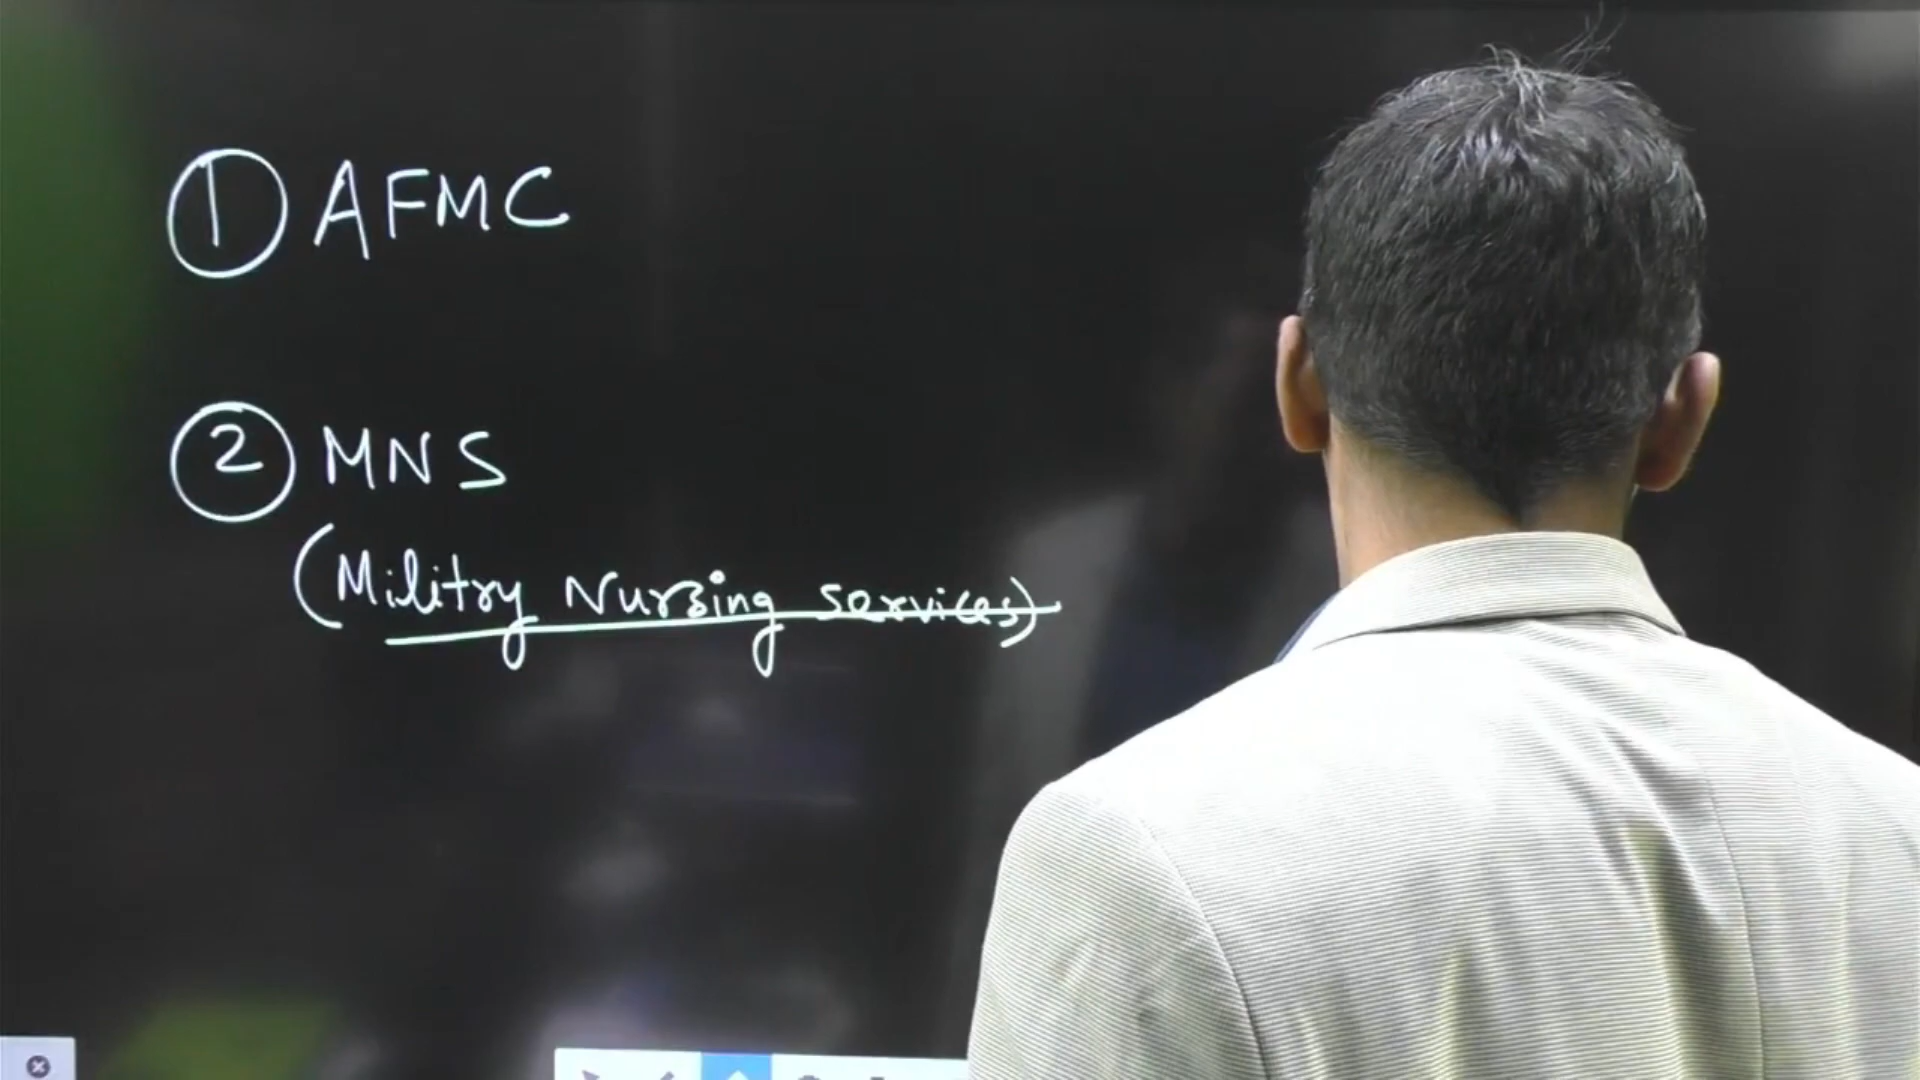 ① AFMC
② MNS
(Militry Nursing services)